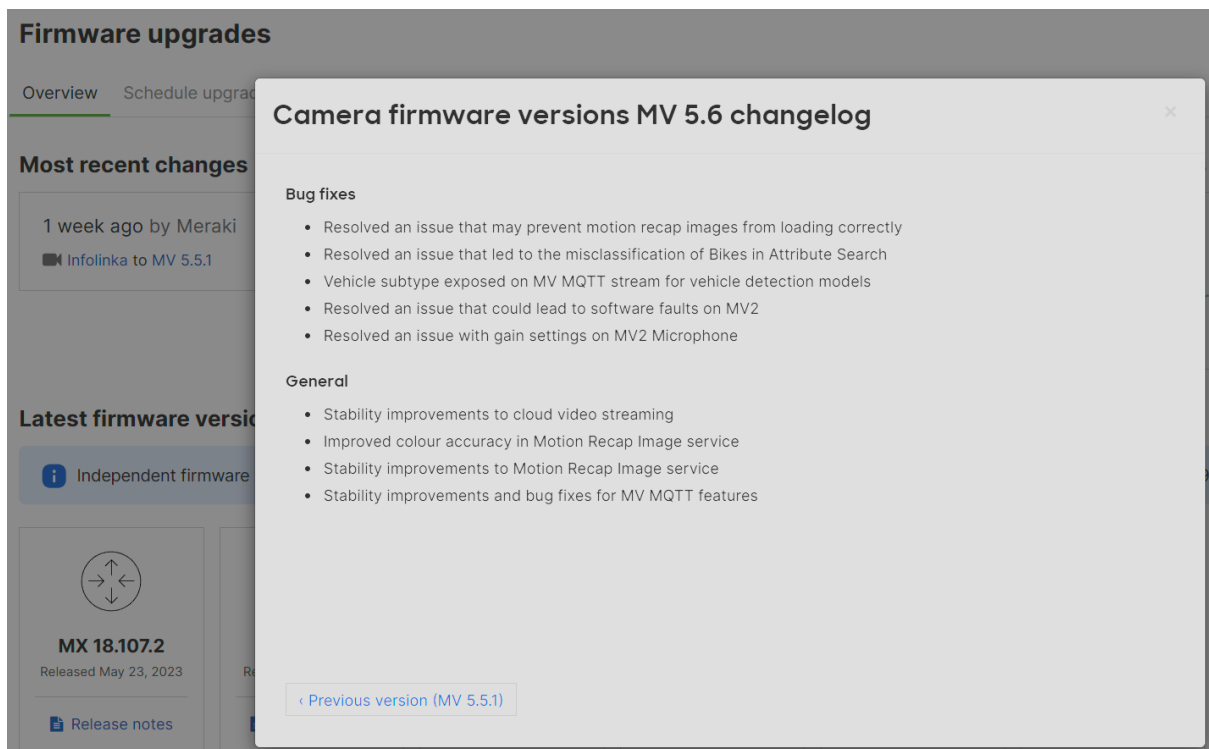 Firmware upgrades
Overview Schedule upgrad
Camera firmware versions MV 5.6 changelog
×
Most recent changes
1 week ago by Meraki
Infolinka to MV 5.5.1
Bug fixes
• Resolved an issue that may prevent motion recap images from loading correctly
• Resolved an issue that led to the misclassification of Bikes in Attribute Search
• Vehicle subtype exposed on MV MQTT stream for vehicle detection models
• Resolved an issue that could lead to software faults on MV2
• Resolved an issue with gain settings on MV2 Microphone
General
• Stability improvements to cloud video streaming
• Improved colour accuracy in Motion Recap Image service
• Stability improvements to Motion Recap Image service
• Stability improvements and bug fixes for MV MQTT features
‹ Previous version (MV 5.5.1)
Latest firmware versio
Independent firmware
MX 18.107.2
Released May 23, 2023
Release notes